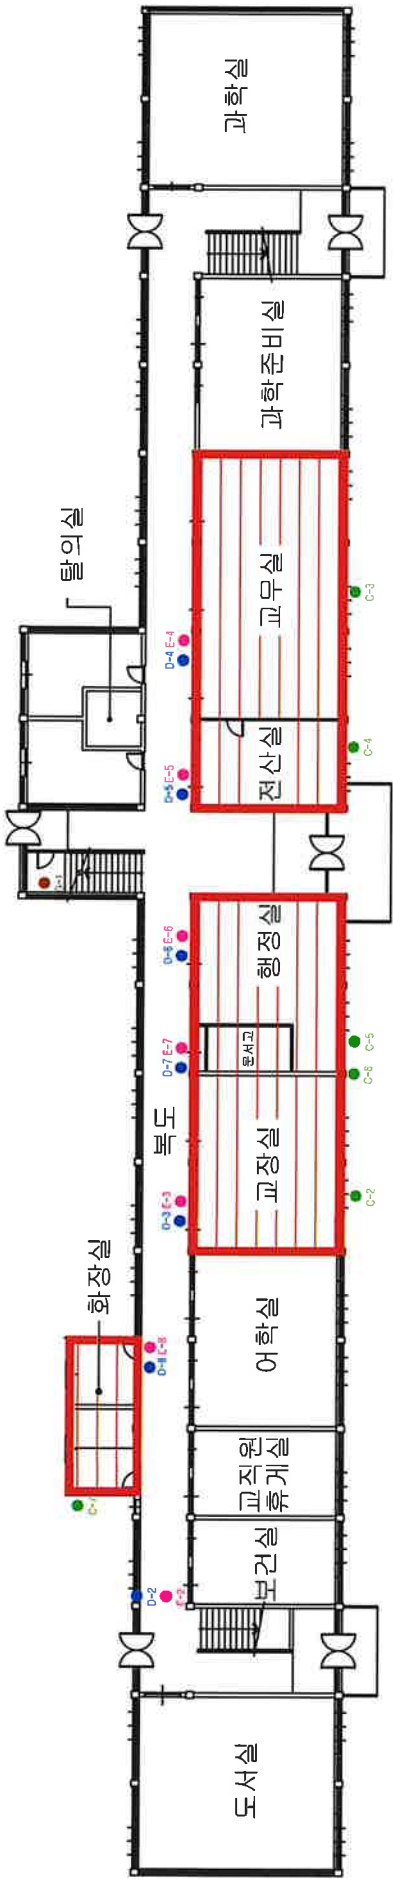 과학실
과학준비실
탈의실
교무실
C-3
D-4 E-4
전산실
C-4
D-5 E-5
행정실
D-6 E-6
문서고
C-5
C-6
D-7 E-7
복도
교장실
C-2
D-3 E-3
화장실
D-8 E-8
어학실
교직원
휴게실
C-7
보건실
D-2
E-2
도서실